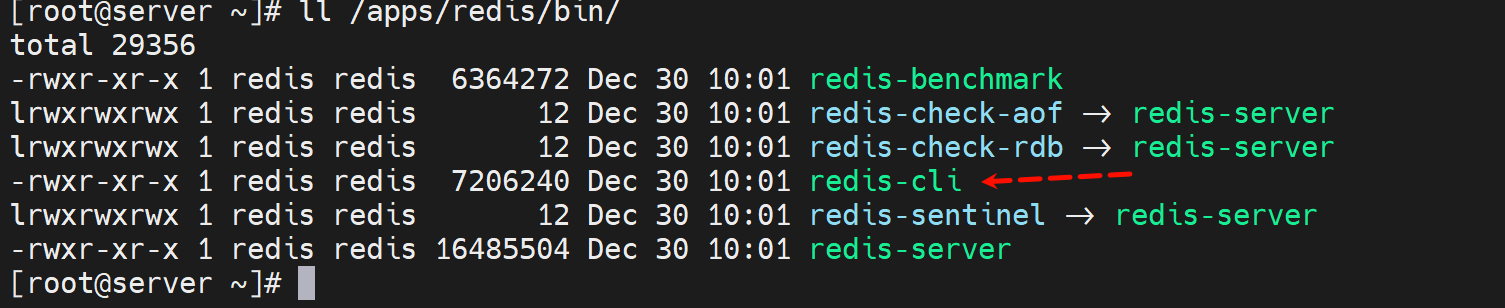 [root@server ~]# ll /apps/redis/bin/
total 29356
-rwxr-xr-x 1 redis redis  6364272 Dec 30 10:01 redis-benchmark
lrwxrwxrwx 1 redis redis       12 Dec 30 10:01 redis-check-aof -> redis-server
lrwxrwxrwx 1 redis redis       12 Dec 30 10:01 redis-check-rdb -> redis-server
-rwxr-xr-x 1 redis redis  7206240 Dec 30 10:01 redis-cli
lrwxrwxrwx 1 redis redis       12 Dec 30 10:01 redis-sentinel -> redis-server
-rwxr-xr-x 1 redis redis 16485504 Dec 30 10:01 redis-server
[root@server ~]#